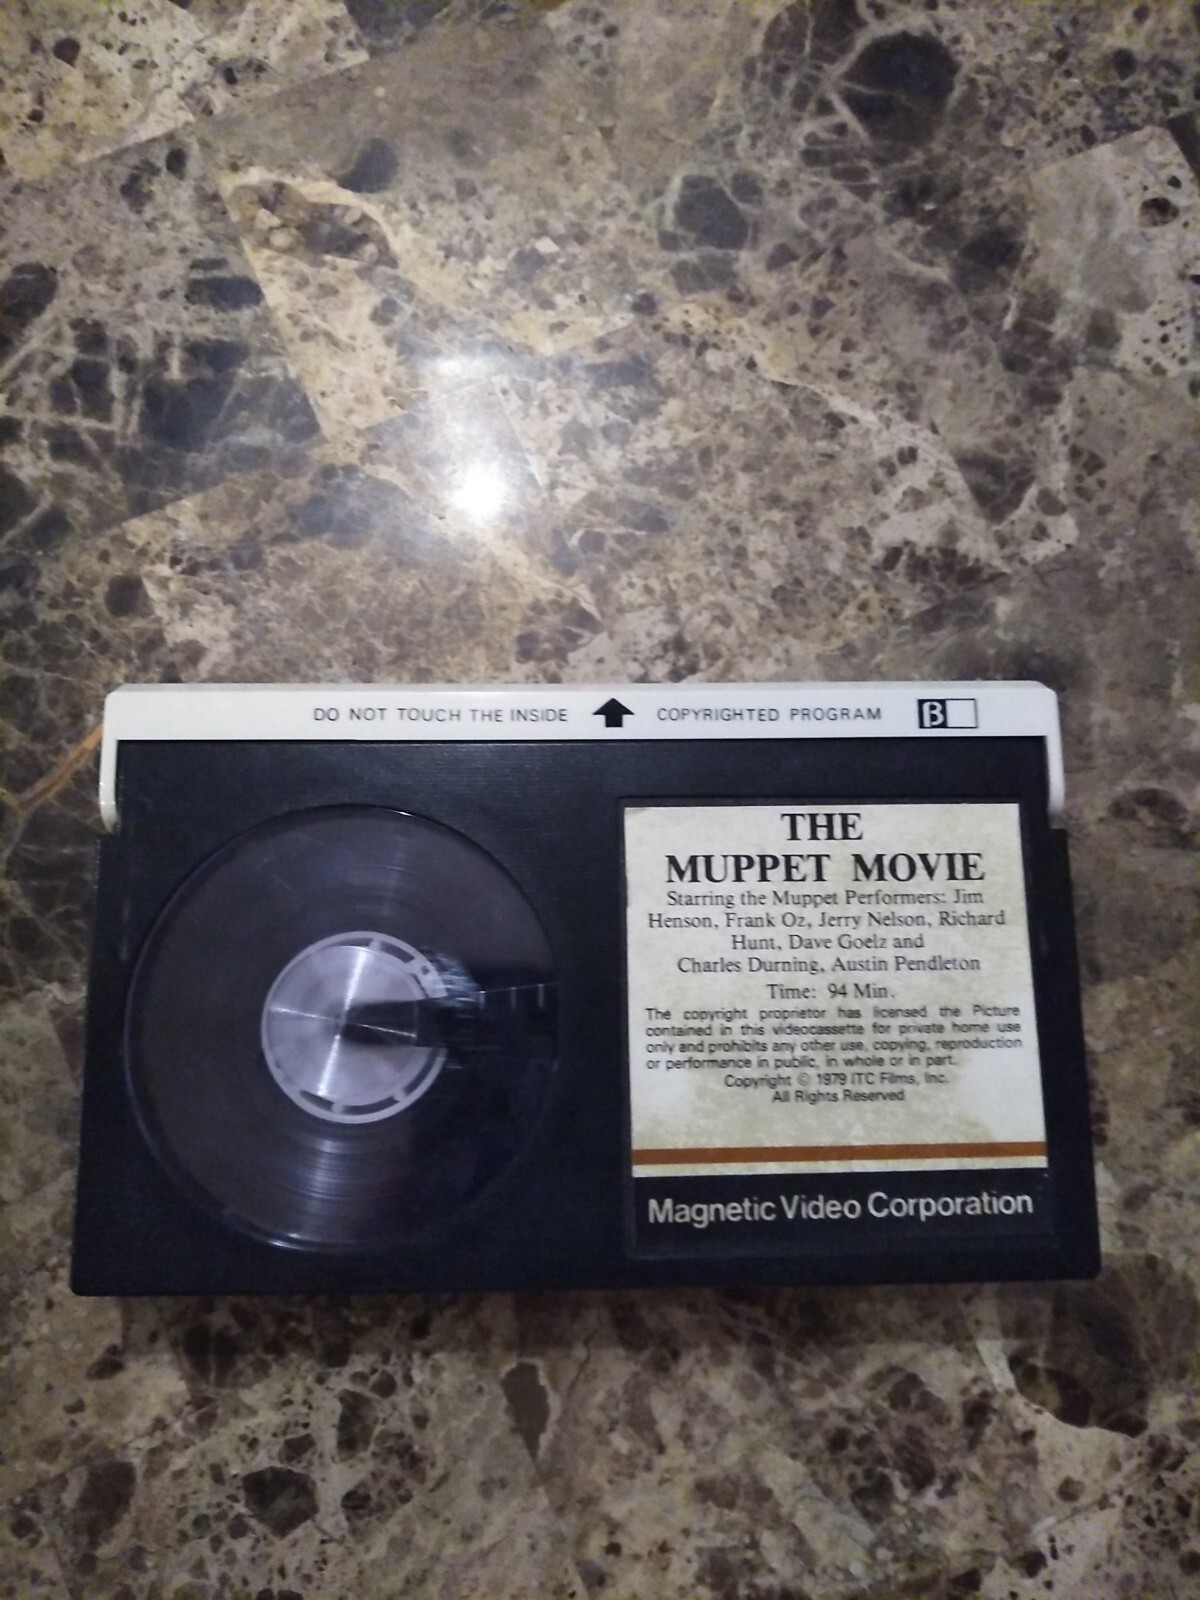 DO NOT TOUCH THE INSIDE ↑ COPYRIGHTED PROGRAM β
THE
MUPPET MOVIE
Starring the Muppet Performers: Jim
Henson, Frank Oz, Jerry Nelson, Richard
Hunt, Dave Goelz and
Charles Durning, Austin Pendleton
Time: 94 Min.
The copyright proprietor has licensed the Picture
contained in this videocassette for private home use
only and prohibits any other use, copying, reproduction
or performance in public, in whole or in part.
Copyright © 1979 ITC Films, Inc.
All Rights Reserved
Magnetic Video Corporation